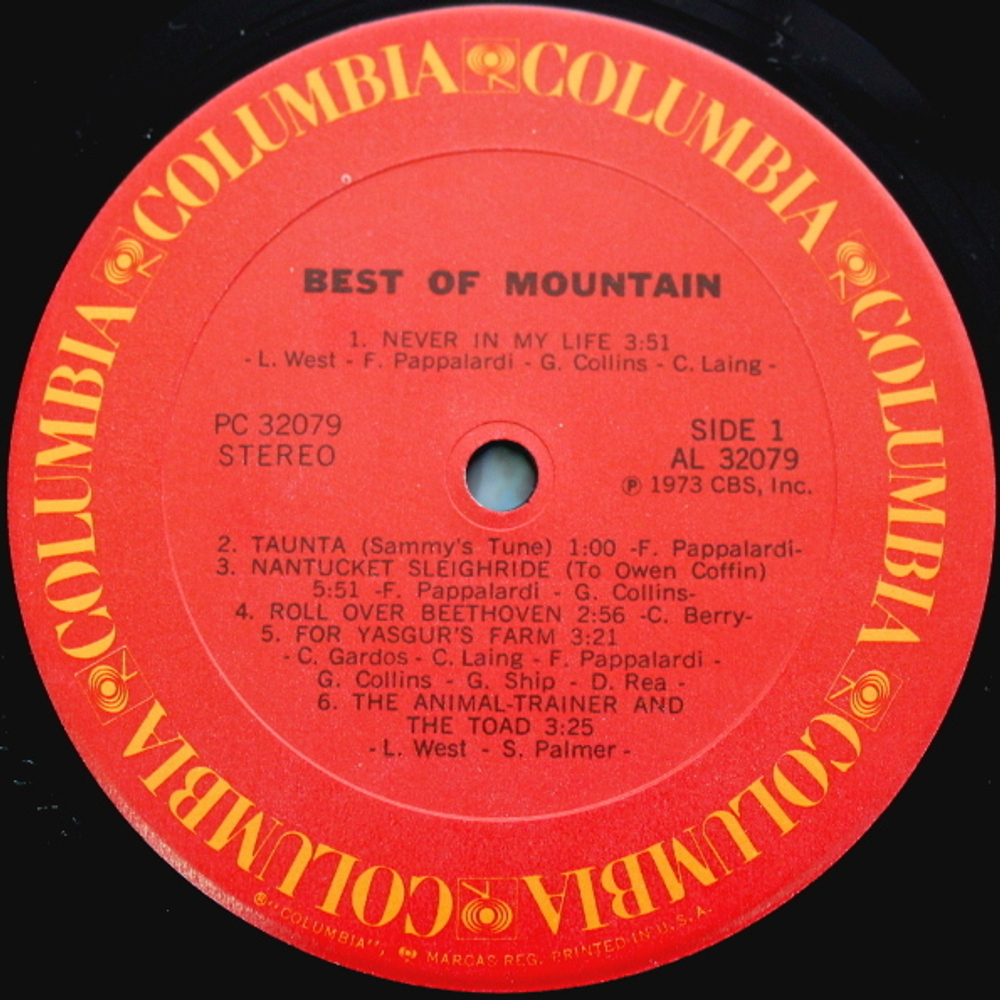 COLUMBIA COLUMBIA COLUMBIA COLUMBIA COLUMBIA COLUMBIA
BEST OF MOUNTAIN
1. NEVER IN MY LIFE 3:51
- L. West - F. Pappalardi - G. Collins - C. Laing -
PC 32079
STEREO
SIDE 1
AL 32079
Ⓟ 1973 CBS, Inc.
2. TAUNTA (Sammy's Tune) 1:00 -F. Pappalardi-
3. NANTUCKET SLEIGHRIDE (To Owen Coffin)
5:51 -F. Pappalardi - G. Collins-
4. ROLL OVER BEETHOVEN 2:56 -C. Berry-
5. FOR YASGUR'S FARM 3:21
- C. Gardos - C. Laing - F. Pappalardi -
G. Collins - G. Ship - D. Rea -
6. THE ANIMAL-TRAINER AND
THE TOAD 3:25
- L. West - S. Palmer -
® "COLUMBIA", MARCAS REG. PRINTED IN U.S.A.